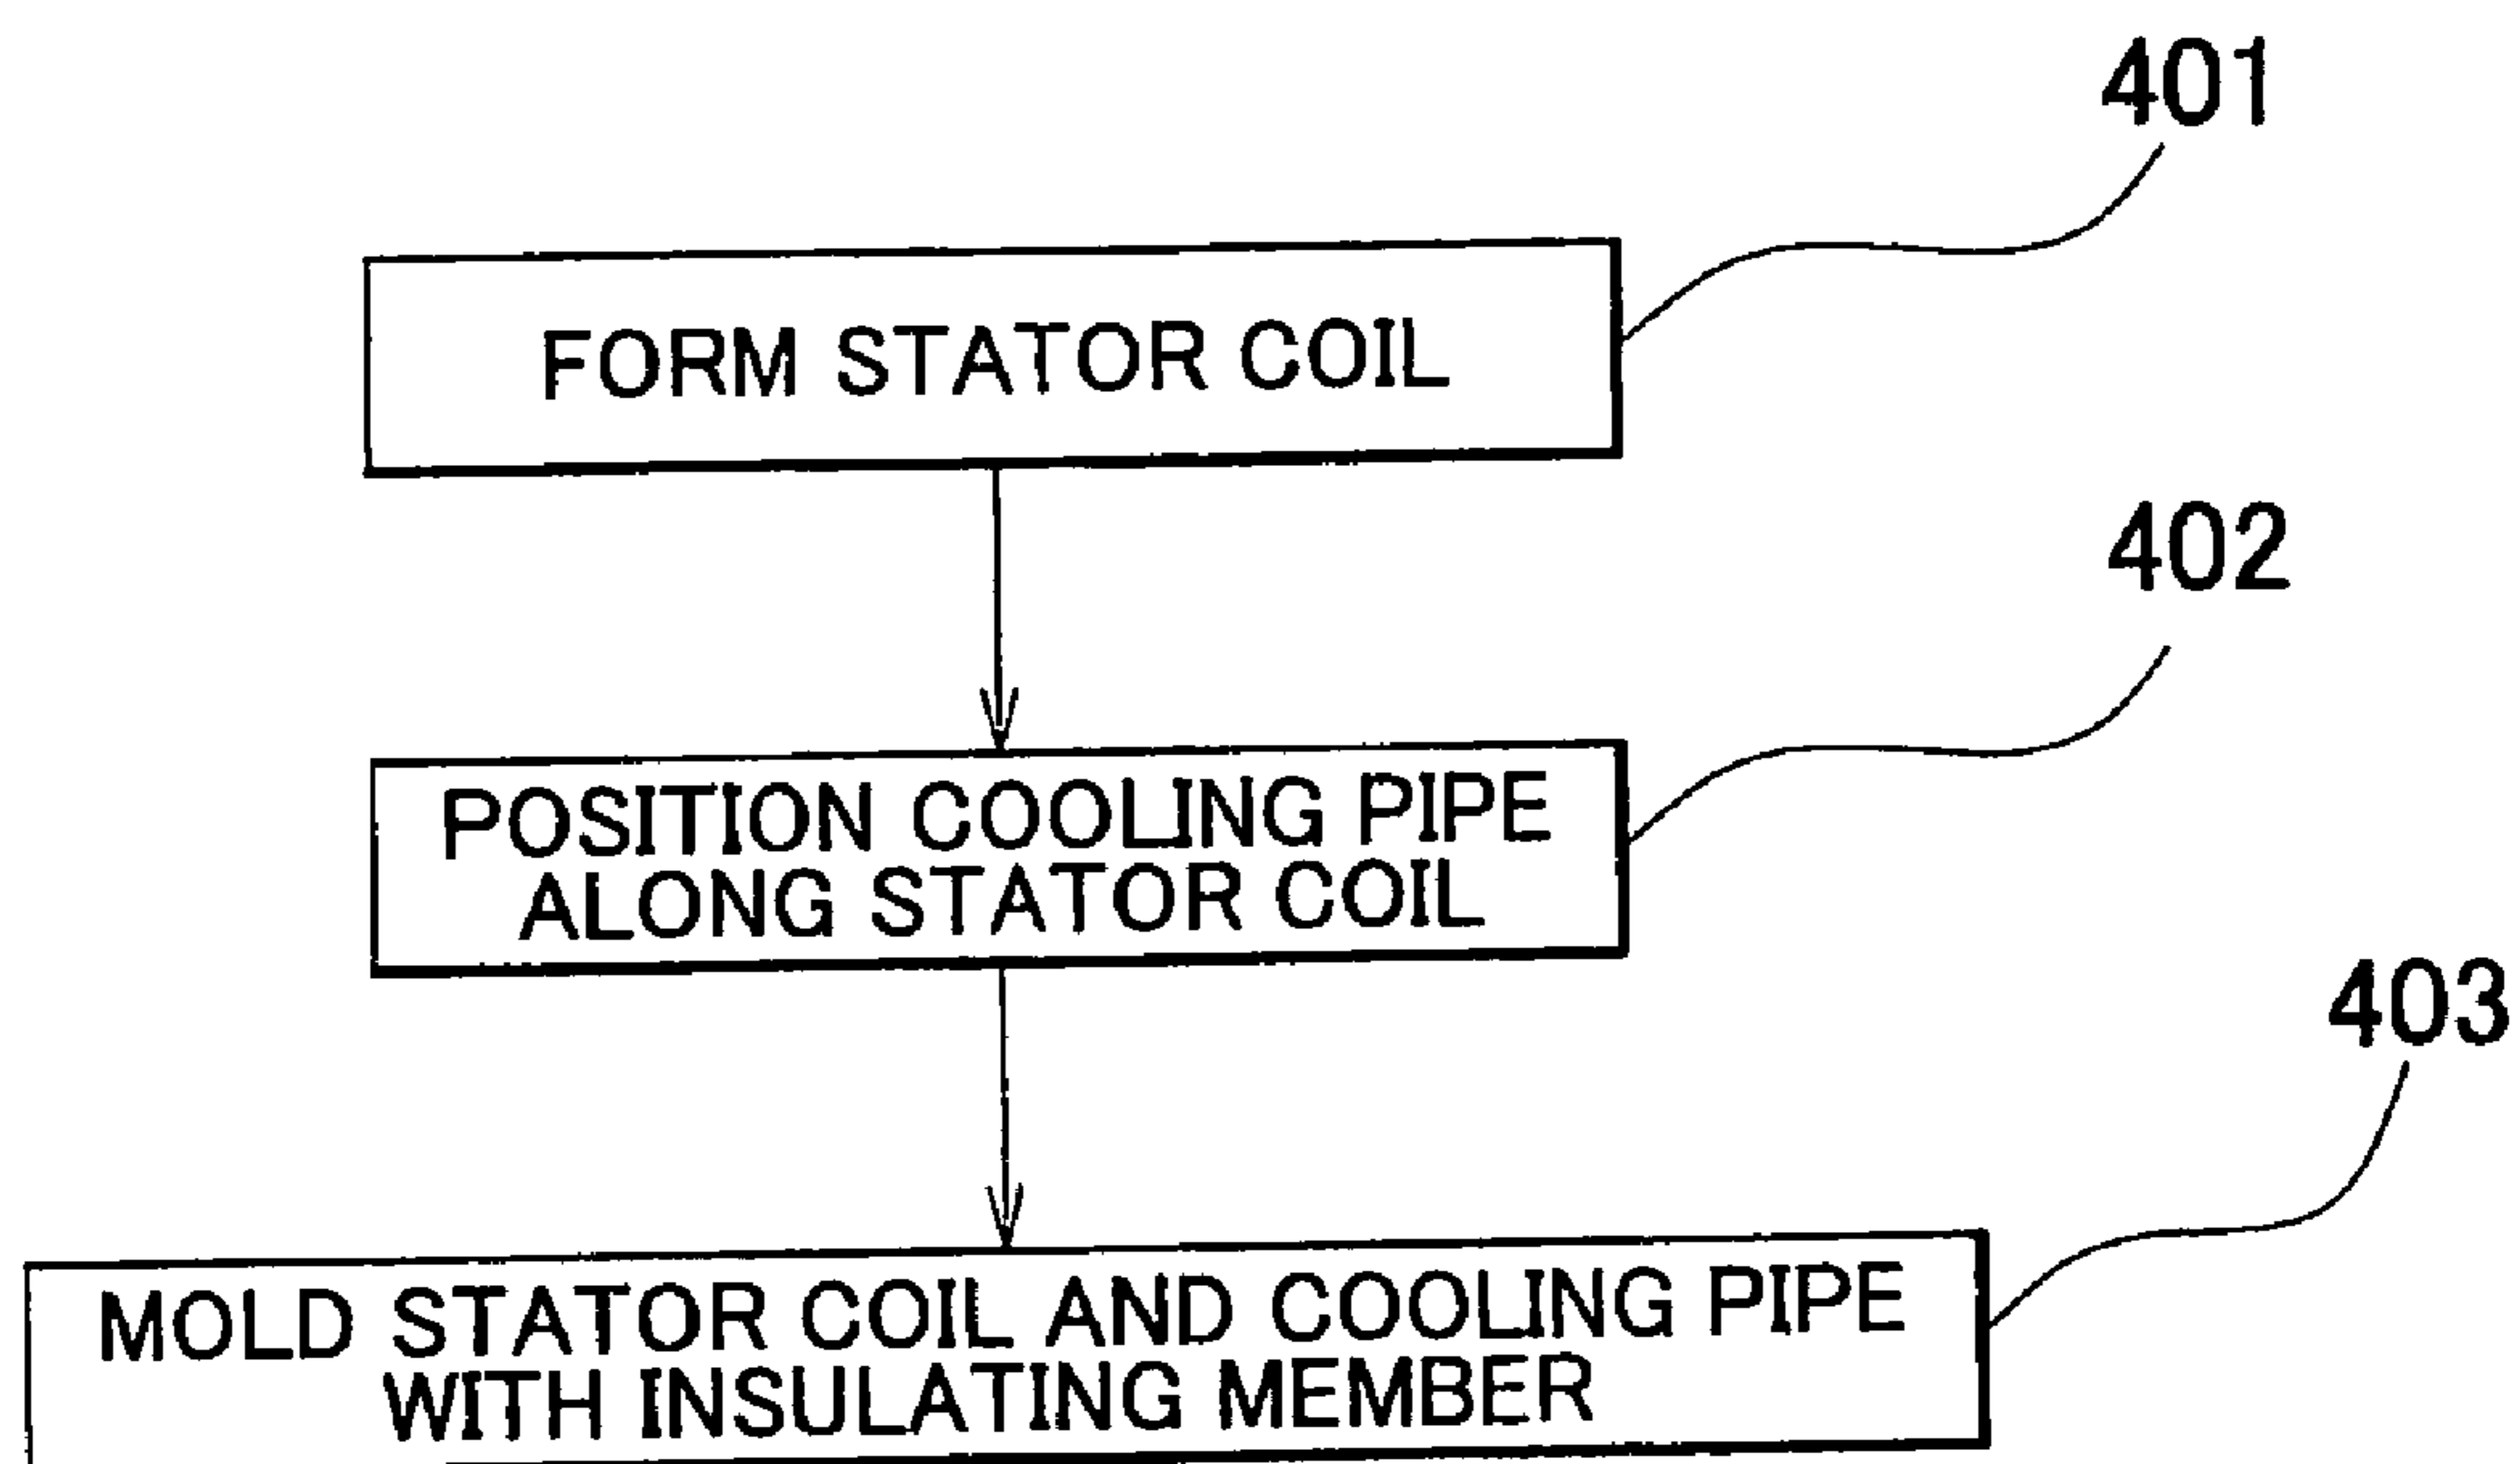 401
FORM STATOR COIL
402
POSITION COOLING PIPE
ALONG STATOR COIL
403
MOLD STATOR COIL AND COOLING PIPE
WITH INSULATING MEMBER